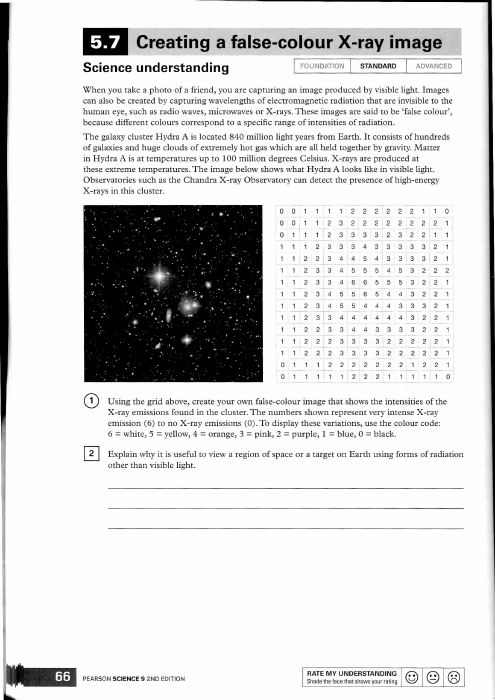 5.7 Creating a false-colour X-ray image
Science understanding
FOUNDATION STANDARD ADVANCED
When you take a photo of a friend, you are capturing an image produced by visible light. Images
can also be created by capturing wavelengths of electromagnetic radiation that are invisible to the
human eye, such as radio waves, microwaves or X-rays. These images are said to be 'false colour',
because different colours correspond to a specific range of intensities of radiation.
The galaxy cluster Hydra A is located 840 million light years from Earth. It consists of hundreds
of galaxies and huge clouds of extremely hot gas which are all held together by gravity. Matter
in Hydra A is at temperatures up to 100 million degrees Celsius. X-rays are produced at
these extreme temperatures. The image below shows what Hydra A looks like in visible light.
Observatories such as the Chandra X-ray Observatory can detect the presence of high-energy
X-rays in this cluster.
0 0 1 1 1 1 2 2 2 2 2 2 1 1 0
0 0 1 1 2 3 2 2 2 2 2 2 2 2 1
0 1 1 1 2 3 3 3 3 2 3 2 2 1 1
1 1 1 2 3 3 3 4 3 3 3 3 3 2 1
1 1 2 2 3 4 4 5 4 3 3 3 3 2 1
1 1 2 3 3 4 5 5 5 4 5 3 2 2 2
1 1 2 3 3 4 6 6 5 5 5 3 2 2 1
1 1 2 3 4 5 5 6 5 4 4 3 2 2 1
1 1 2 3 4 5 5 4 4 4 3 3 3 2 1
1 1 2 3 3 4 4 4 4 4 4 3 2 2 1
1 1 2 2 3 3 4 4 3 3 3 3 2 2 1
1 1 2 2 2 3 3 3 3 2 2 2 2 2 1
1 1 2 2 2 3 3 3 3 2 2 2 2 2 1
0 1 1 1 2 2 2 2 2 2 2 1 2 2 1
0 1 1 1 1 1 2 2 2 1 1 1 1 1 0
1 Using the grid above, create your own false-colour image that shows the intensities of the
X-ray emissions found in the cluster. The numbers shown represent very intense X-ray
emission (6) to no X-ray emissions (0). To display these variations, use the colour code:
6 = white, 5 = yellow, 4 = orange, 3 = pink, 2 = purple, 1 = blue, 0 = black.
2 Explain why it is useful to view a region of space or a target on Earth using forms of radiation
other than visible light.
66 PEARSON SCIENCE 9 2ND EDITION
RATE MY UNDERSTANDING
Shade the face that shows your rating